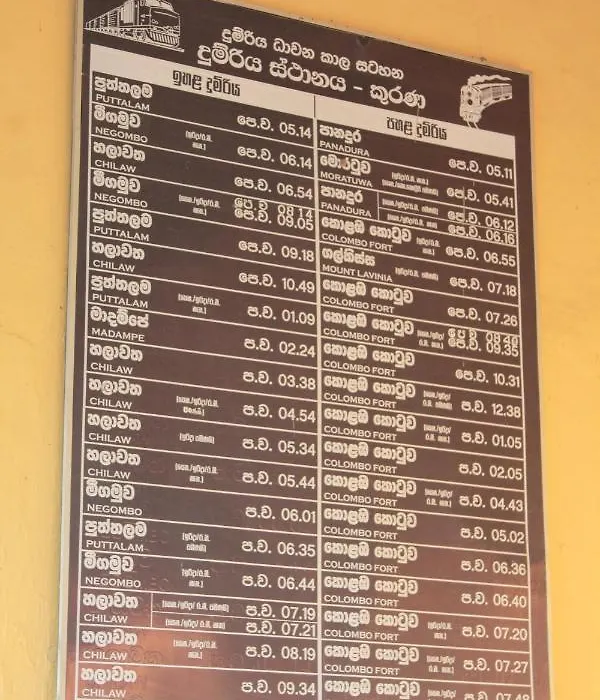 දුම්රිය ධාවන කාල සටහන
දුම්රිය ස්ථානය - කුරණ
ඉහළ දුම්රිය
පුත්තලම පෙ.ව. 05.14
PUTTALAM
මීගමුව පෙ.ව. 06.14
NEGOMBO
හලාවත පෙ.ව. 06.54
CHILAW
මීගමුව පෙ.ව. 08.14
NEGOMBO පෙ.ව. 09.05
පුත්තලම පෙ.ව. 09.18
PUTTALAM
හලාවත පෙ.ව. 10.49
CHILAW
පුත්තලම ප.ව. 01.09
PUTTALAM
මාදම්පේ ප.ව. 02.24
MADAMPE
හලාවත ප.ව. 03.38
CHILAW
හලාවත ප.ව. 04.54
CHILAW
හලාවත ප.ව. 05.34
CHILAW
හලාවත ප.ව. 05.44
CHILAW
මීගමුව ප.ව. 06.01
NEGOMBO
පුත්තලම ප.ව. 06.35
PUTTALAM
මීගමුව ප.ව. 06.44
NEGOMBO
හලාවත ප.ව. 07.19
CHILAW ප.ව. 07.21
හලාවත ප.ව. 08.19
CHILAW
හලාවත ප.ව. 09.34
CHILAW
පහළ දුම්රිය
පානදුර පෙ.ව. 05.11
PANADURA
මොරටුව පෙ.ව. 05.41
MORATUWA
පානදුර පෙ.ව. 06.12
PANADURA පෙ.ව. 06.16
කොළඹ කොටුව පෙ.ව. 06.55
COLOMBO FORT
ගල්කිස්ස පෙ.ව. 07.18
MOUNT LAVINIA
කොළඹ කොටුව පෙ.ව. 07.26
COLOMBO FORT
කොළඹ කොටුව පෙ.ව. 09.35
COLOMBO FORT
කොළඹ කොටුව පෙ.ව. 10.31
COLOMBO FORT
කොළඹ කොටුව ප.ව. 12.38
COLOMBO FORT
කොළඹ කොටුව ප.ව. 01.05
COLOMBO FORT
කොළඹ කොටුව ප.ව. 02.05
COLOMBO FORT
කොළඹ කොටුව ප.ව. 04.43
COLOMBO FORT
කොළඹ කොටුව ප.ව. 05.02
COLOMBO FORT
කොළඹ කොටුව ප.ව. 06.36
COLOMBO FORT
කොළඹ කොටුව ප.ව. 06.40
COLOMBO FORT
කොළඹ කොටුව ප.ව. 07.20
COLOMBO FORT
කොළඹ කොටුව ප.ව. 07.27
COLOMBO FORT
කොළඹ කොටුව